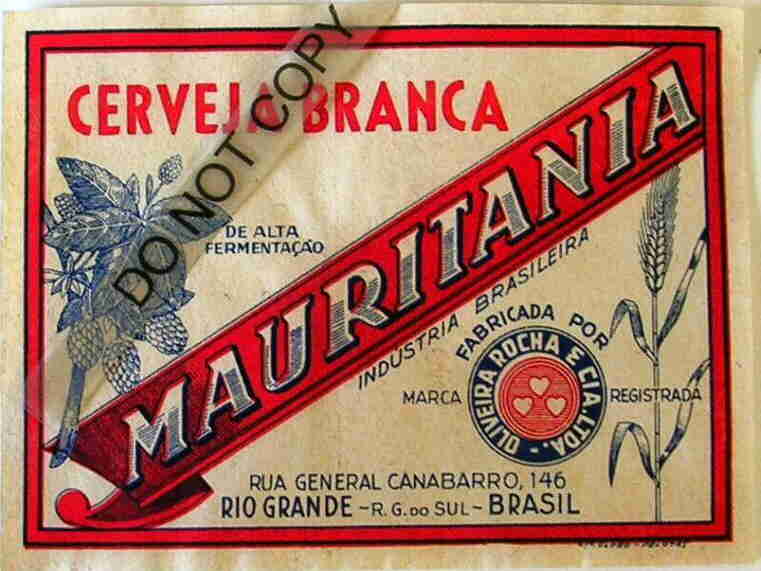 CERVEJA BRANCA
DO NOT COPY
DE ALTA
FERMENTAÇÃO
MAURITANIA
INDÚSTRIA BRASILEIRA
FABRICADA POR
OLIVEIRA, ROCHA & CIA. LTDA.
MARCA REGISTRADA
RUA GENERAL CANABARRO, 146
RIO GRANDE ~ R. G. DO SUL ~ BRASIL